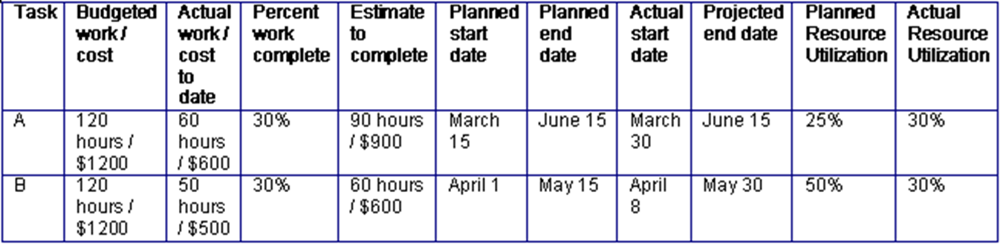 Task Budgeted work / cost Actual work / cost to date Percent work complete Estimate to complete Planned start date Planned end date Actual start date Projected end date Planned Resource Utilization Actual Resource Utilization
A 120 hours / $1200 60 hours / $600 30% 90 hours / $900 March 15 June 15 March 30 June 15 25% 30%
B 120 hours / $1200 50 hours / $500 30% 60 hours / $600 April 1 May 15 April 8 May 30 50% 30%